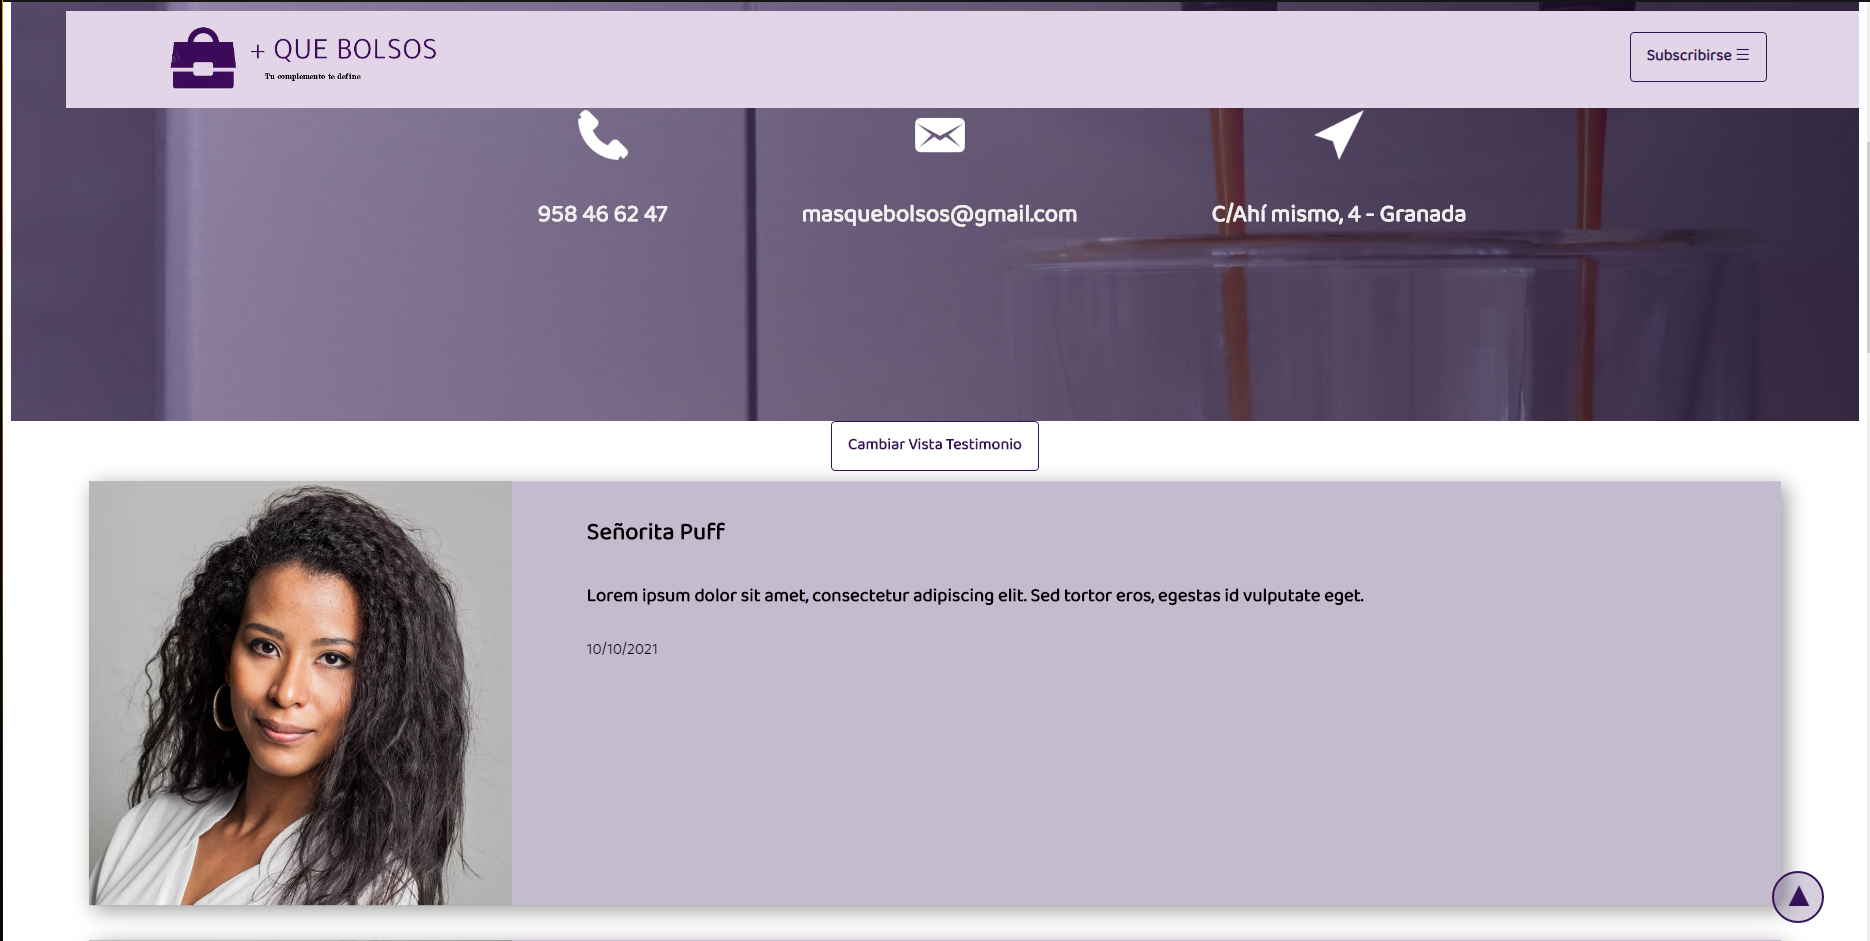 + QUE BOLSOS
Tu complemento te define
Subscribirse ☰
958 46 62 47
masquebolsos@gmail.com
C/Ahí mismo, 4 - Granada
Cambiar Vista Testimonio
Señorita Puff
Lorem ipsum dolor sit amet, consectetur adipiscing elit. Sed tortor eros, egestas id vulputate eget.
10/10/2021